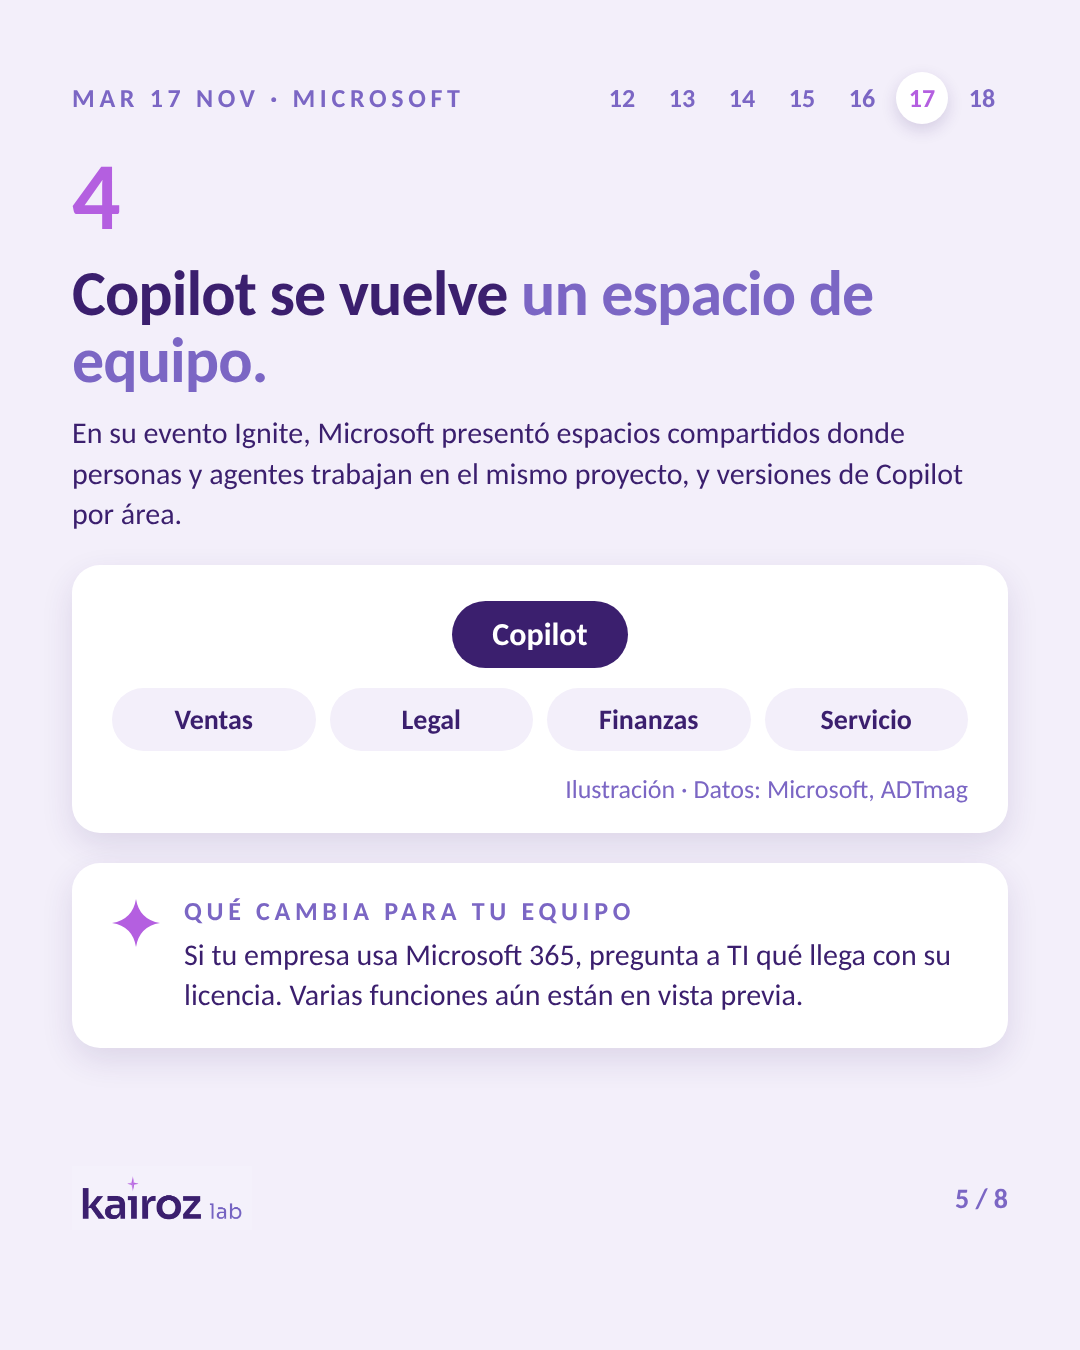 MAR 17 NOV · MICROSOFT
12 13 14 15 16 17 18
4
Copilot se vuelve un espacio de
equipo.
En su evento Ignite, Microsoft presentó espacios compartidos donde
personas y agentes trabajan en el mismo proyecto, y versiones de Copilot
por área.
Copilot
Ventas Legal Finanzas Servicio
Ilustración · Datos: Microsoft, ADTmag
QUÉ CAMBIA PARA TU EQUIPO
Si tu empresa usa Microsoft 365, pregunta a TI qué llega con su
licencia. Varias funciones aún están en vista previa.
kairoz lab
5 / 8